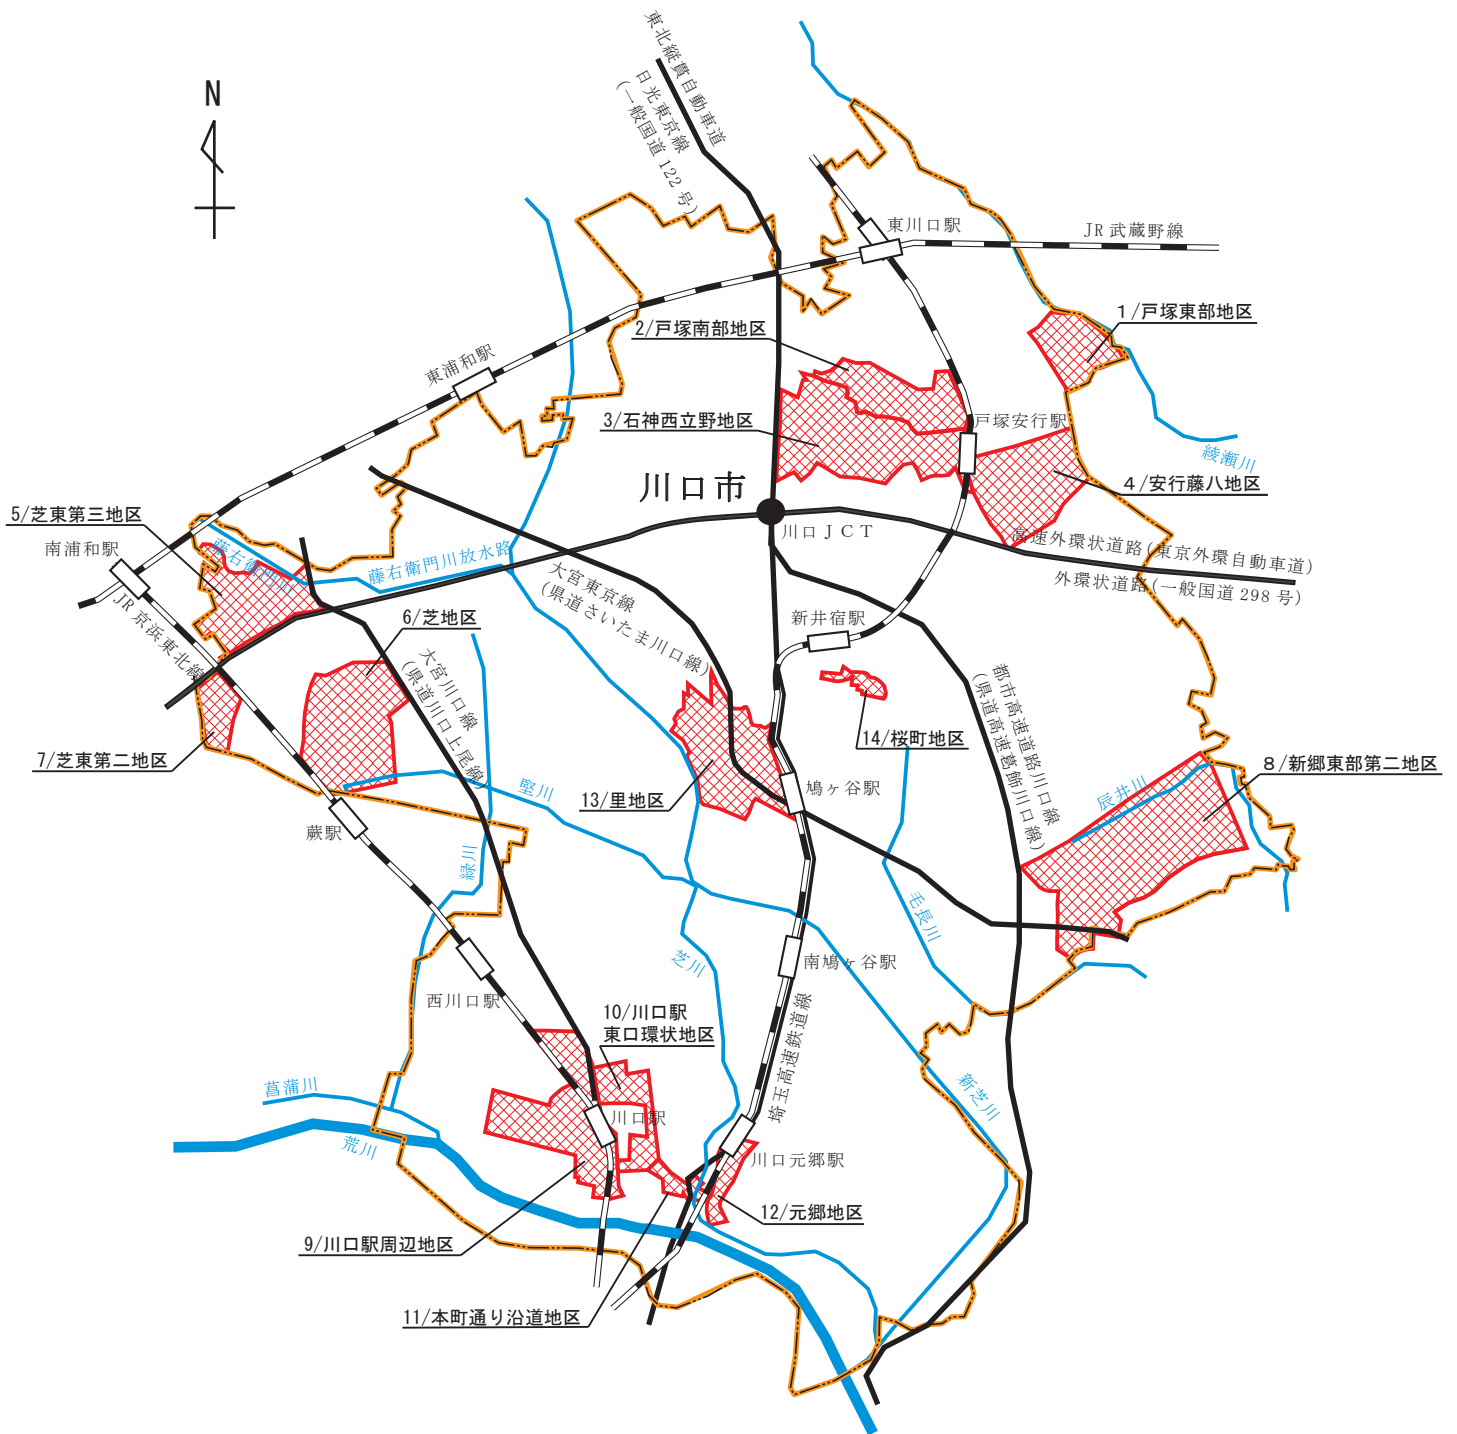 N
東北縦貫自動車道
日光東京線
(一般国道 122 号)
東川口駅
JR 武蔵野線
1/戸塚東部地区
2/戸塚南部地区
東浦和駅
3/石神西立野地区
戸塚安行駅
綾瀬川
4/安行藤八地区
川口市
5/芝東第三地区
南浦和駅
藤右衛門川
藤右衛門川放水路
川口 J C T
高速外環状道路(東京外環自動車道)
外環状道路(一般国道 298 号)
大宮東京線
(県道さいたま川口線)
JR 京浜東北線
6/芝地区
新井宿駅
大宮川口線
(県道川口上尾線)
都市高速道路川口線
(県道高速葛飾川口線)
14/桜町地区
7/芝東第二地区
8/新郷東部第二地区
辰井川
竪川
13/里地区
鳩ヶ谷駅
蕨駅
緑川
毛長川
芝川
南鳩ヶ谷駅
西川口駅
10/川口駅
東口環状地区
埼玉高速鉄道線
新芝川
菖蒲川
荒川
川口駅
川口元郷駅
12/元郷地区
9/川口駅周辺地区
11/本町通り沿道地区